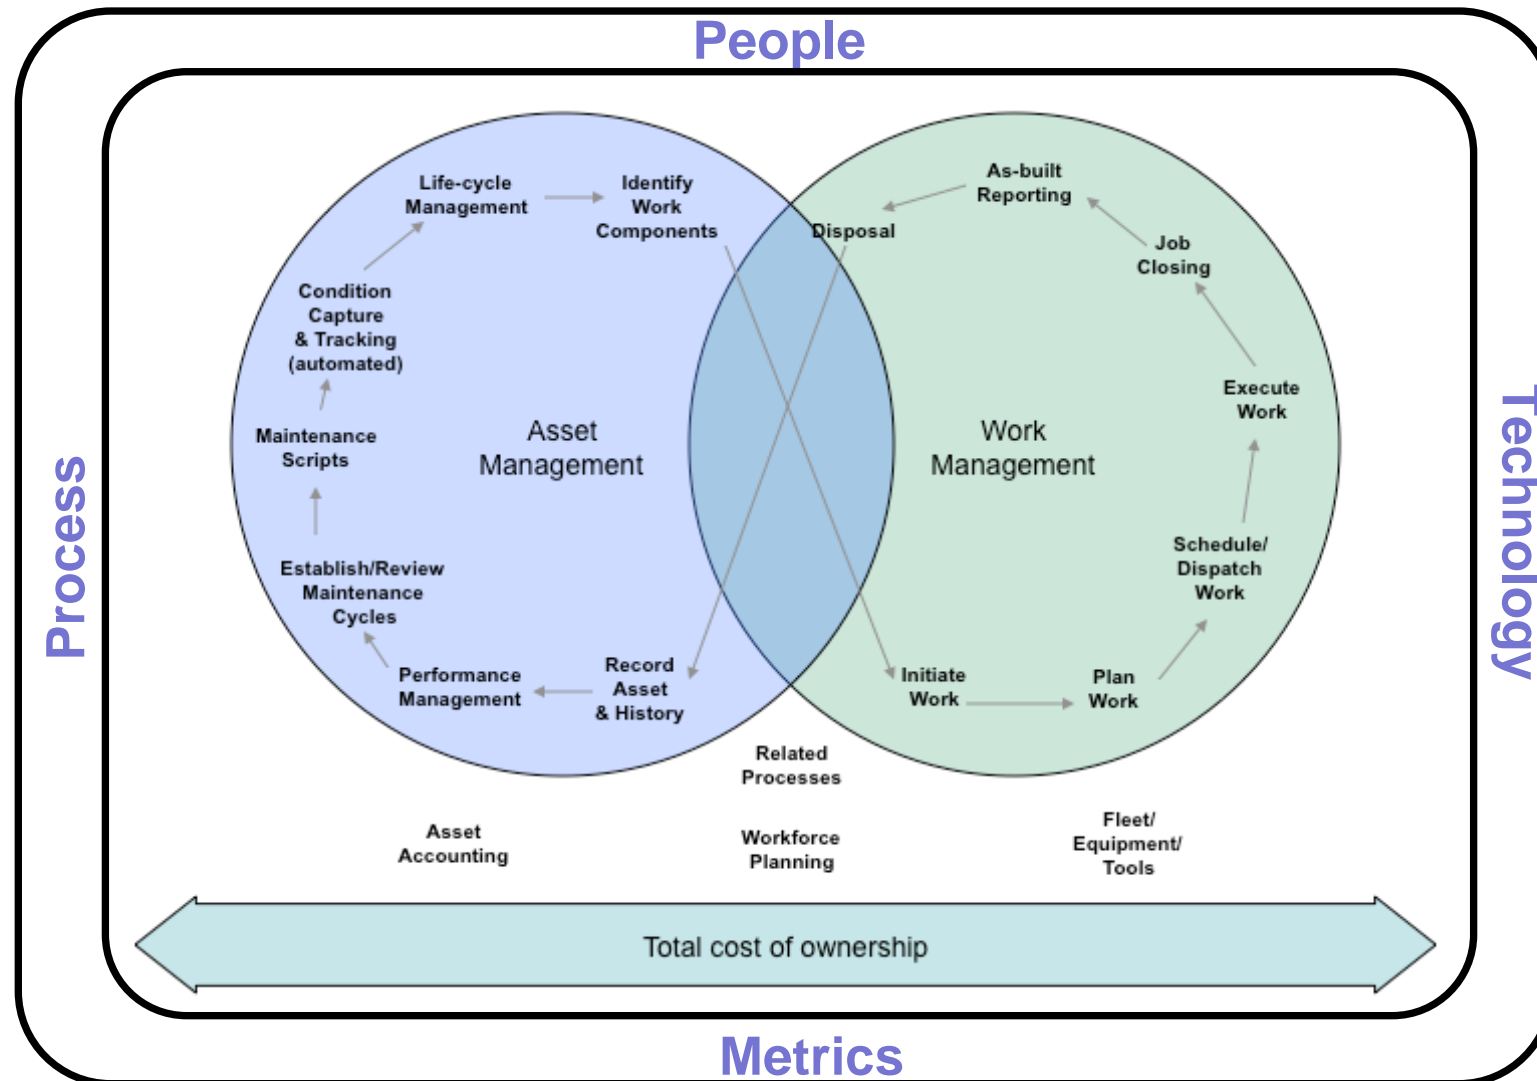 People
Process
Technology
Life-cycle
Management
Identify
Work
Components
Condition
Capture
& Tracking
(automated)
Maintenance
Scripts
Establish/Review
Maintenance
Cycles
Performance
Management
Record
Asset
& History
Asset
Management
Disposal
As-built
Reporting
Job
Closing
Execute
Work
Schedule/
Dispatch
Work
Plan
Work
Initiate
Work
Work
Management
Related
Processes
Asset
Accounting
Workforce
Planning
Fleet/
Equipment/
Tools
Total cost of ownership
Metrics